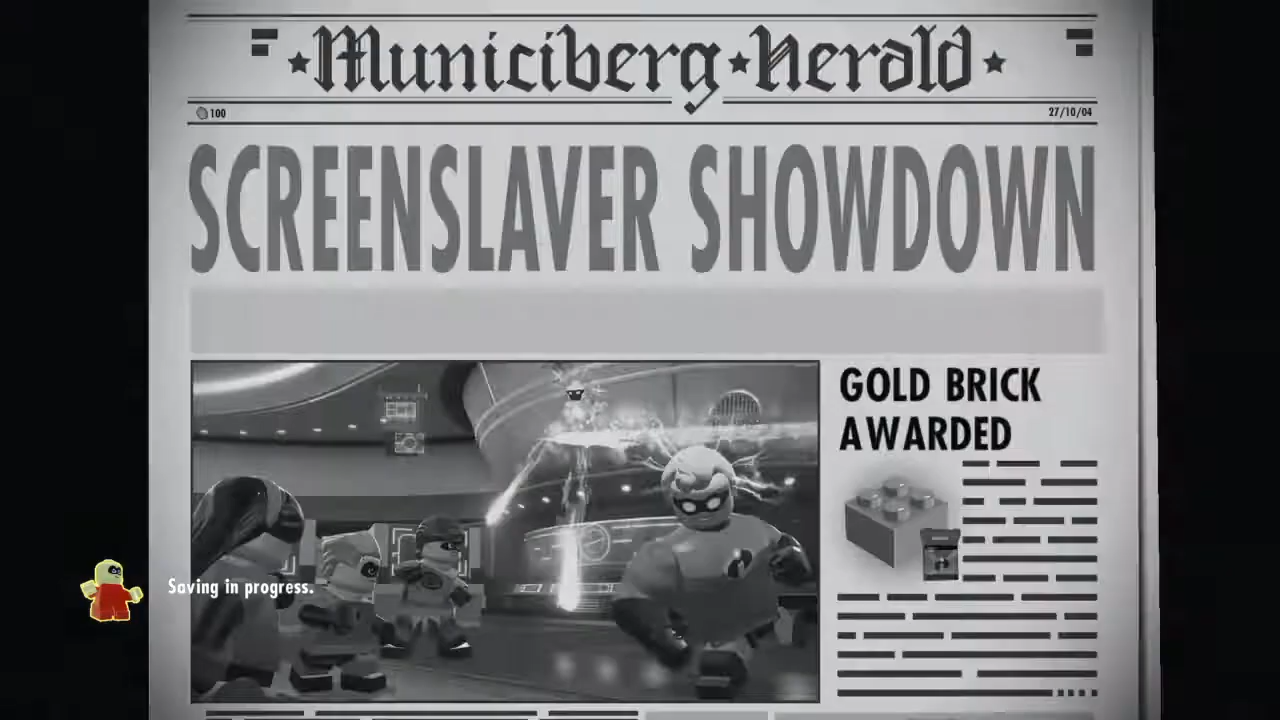 Municiberg Herald
100
27/10/04
SCREENSLAVER SHOWDOWN
GOLD BRICK
AWARDED
Saving in progress.